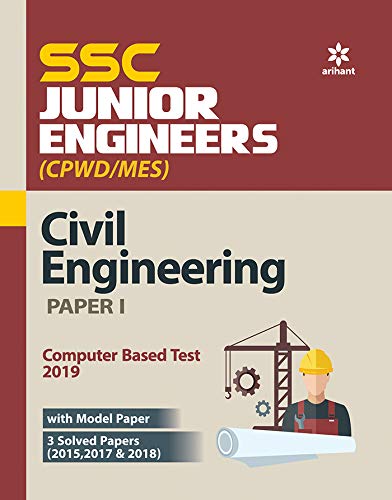 arihant
SSC
JUNIOR
ENGINEERS
(CPWD/MES)
Civil
Engineering
PAPER I
Computer Based Test
2019
with Model Paper
3 Solved Papers
(2015,2017 & 2018)